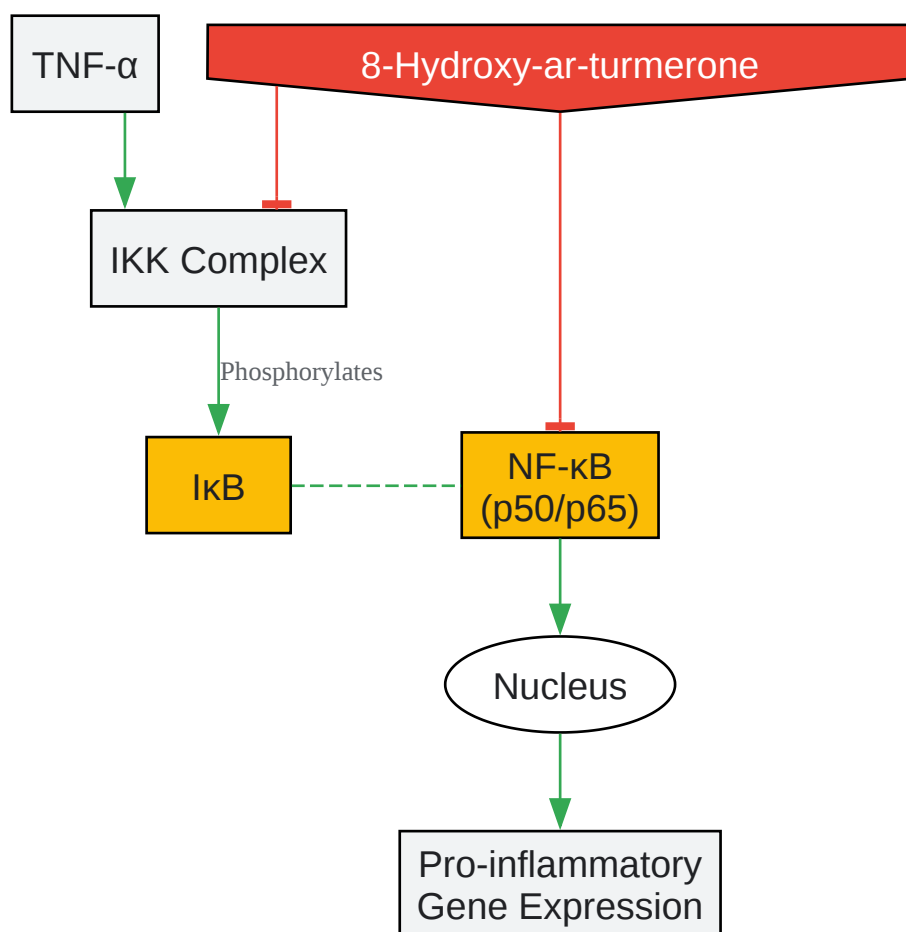 TNF-α
8-Hydroxy-ar-turmerone
IKK Complex
Phosphorylates
IκB
NF-κB
(p50/p65)
Nucleus
Pro-inflammatory
Gene Expression